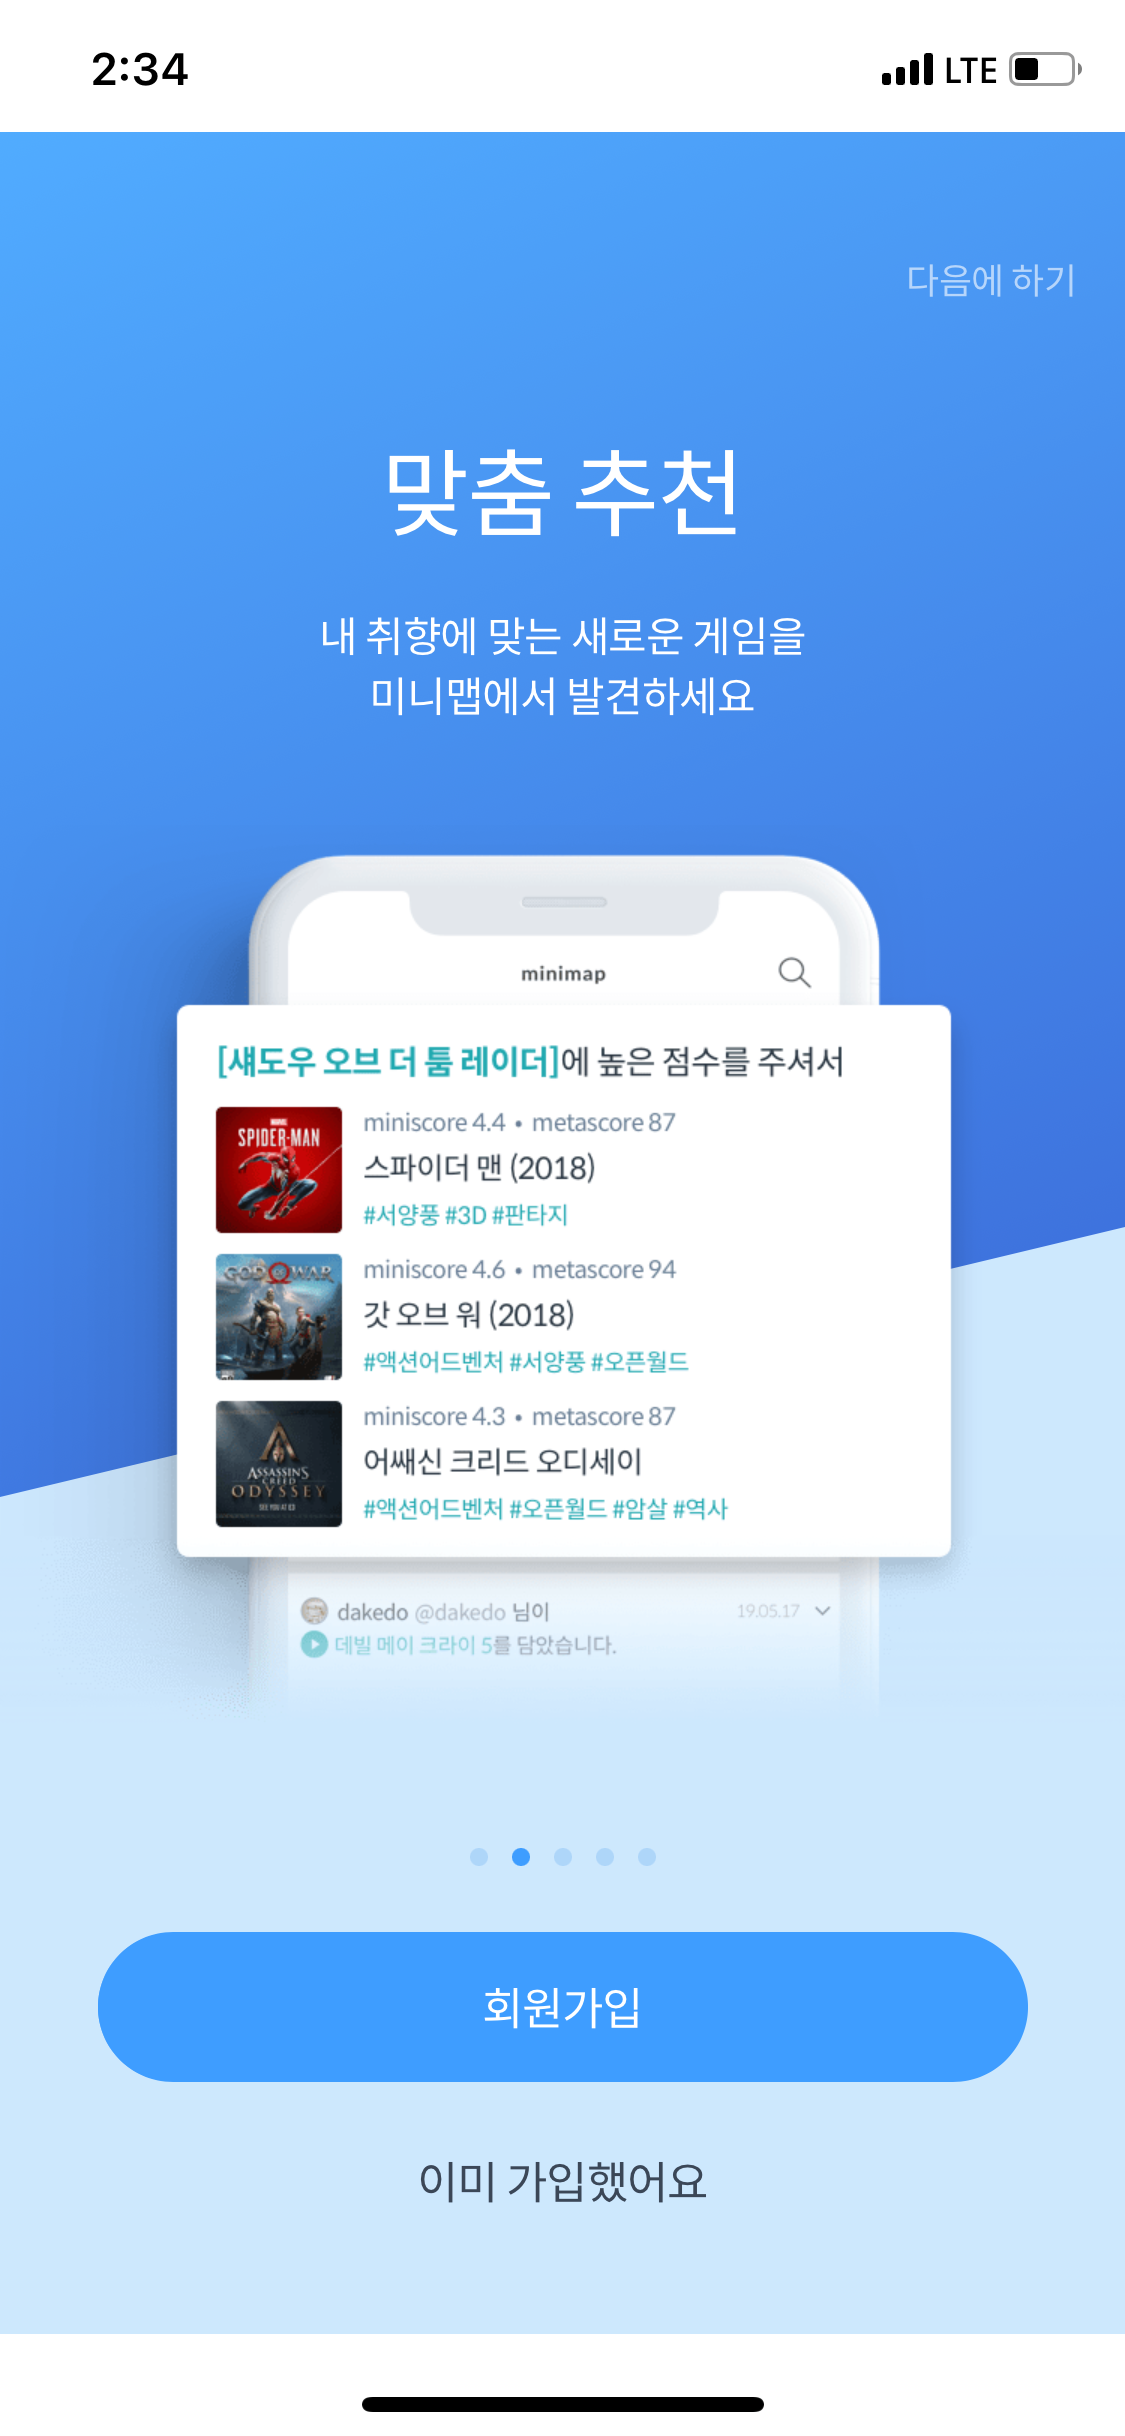 2:34
LTE
다음에 하기
맞춤 추천
내 취향에 맞는 새로운 게임을
미니맵에서 발견하세요
minimap
[섀도우 오브 더 툼 레이더]에 높은 점수를 주셔서
MARVEL
SPIDER-MAN
miniscore 4.4 • metascore 87
스파이더 맨 (2018)
#서양풍 #3D #판타지
GOD WAR
miniscore 4.6 • metascore 94
갓 오브 워 (2018)
#액션어드벤처 #서양풍 #오픈월드
ASSASSIN'S
CREED
ODYSSEY
SEE YOU AT E3
miniscore 4.3 • metascore 87
어쌔신 크리드 오디세이
#액션어드벤처 #오픈월드 #암살 #역사
dakedo @dakedo 님이 19.05.17
데빌 메이 크라이 5를 담았습니다.
회원가입
이미 가입했어요